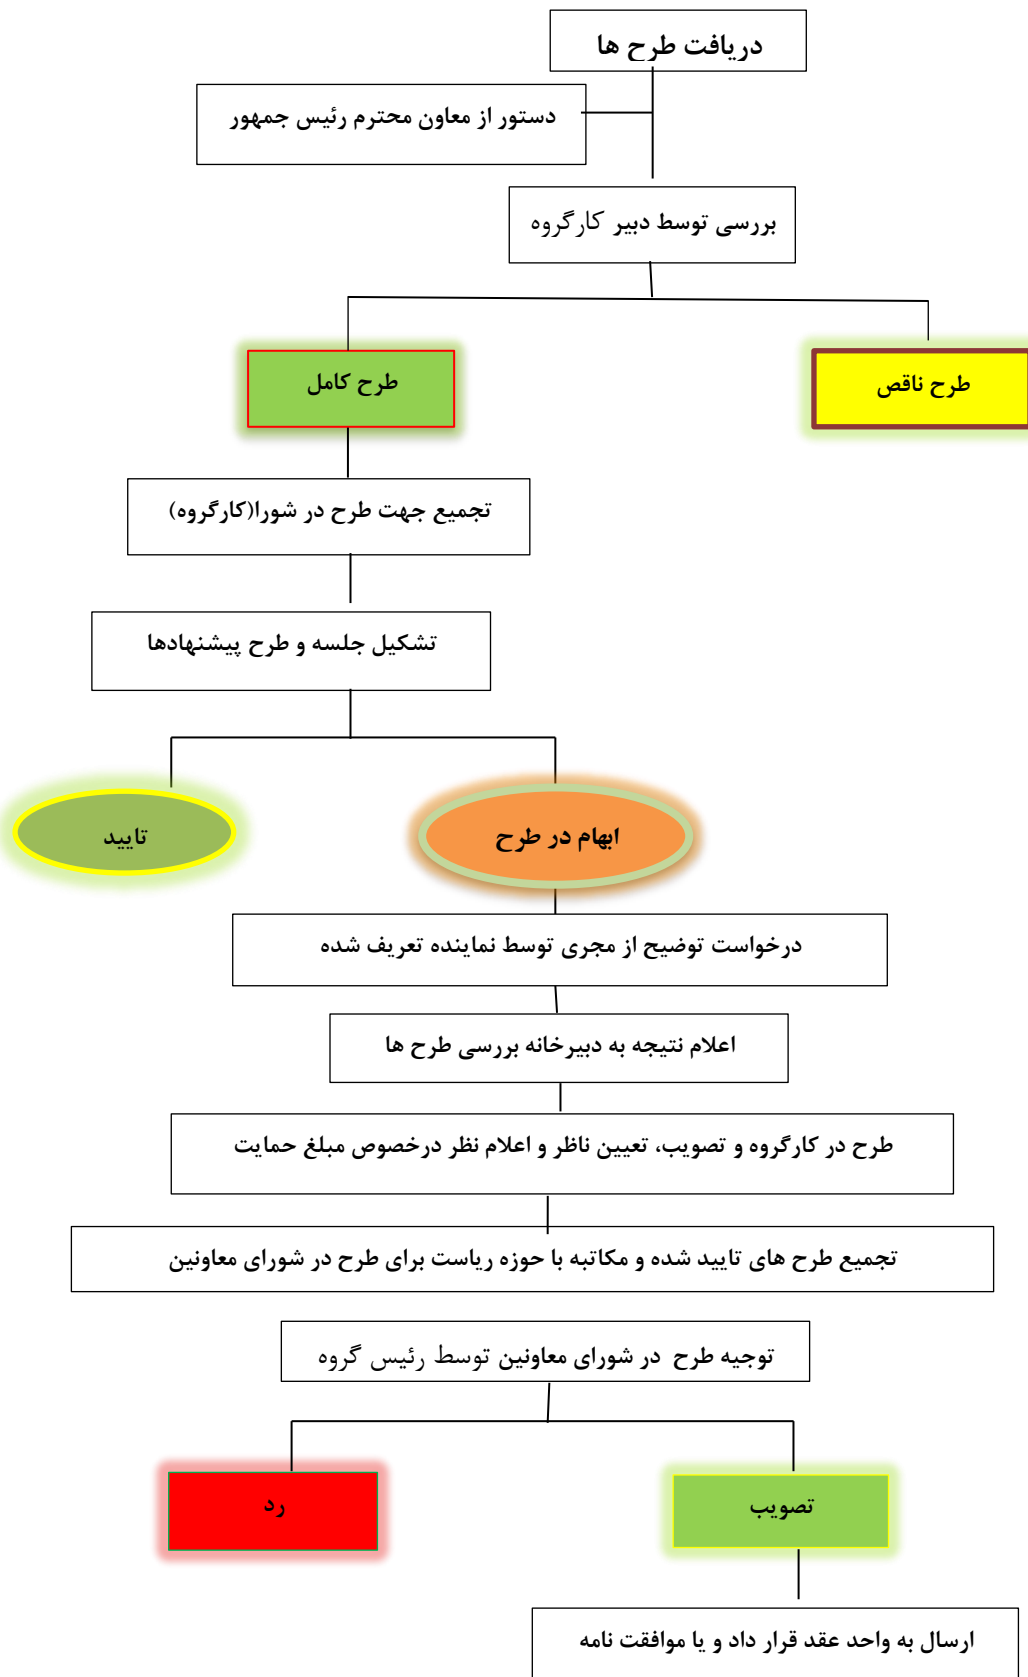 دریافت طرح ها
دستور از معاون محترم رئیس جمهور
بررسی توسط دبیر کارگروه
طرح ناقص
طرح کامل
تجمیع جهت طرح در شورا(کارگروه)
تشکیل جلسه و طرح پیشنهادها
ابهام در طرح
تایید
درخواست توضیح از مجری توسط نماینده تعریف شده
اعلام نتیجه به دبیرخانه بررسی طرح ها
طرح در کارگروه و تصویب، تعیین ناظر و اعلام نظر درخصوص مبلغ حمایت
تجمیع طرح های تایید شده و مکاتبه با حوزه ریاست برای طرح در شورای معاونین
توجیه طرح در شورای معاونین توسط رئیس گروه
تصویب
رد
ارسال به واحد عقد قرار داد و یا موافقت نامه